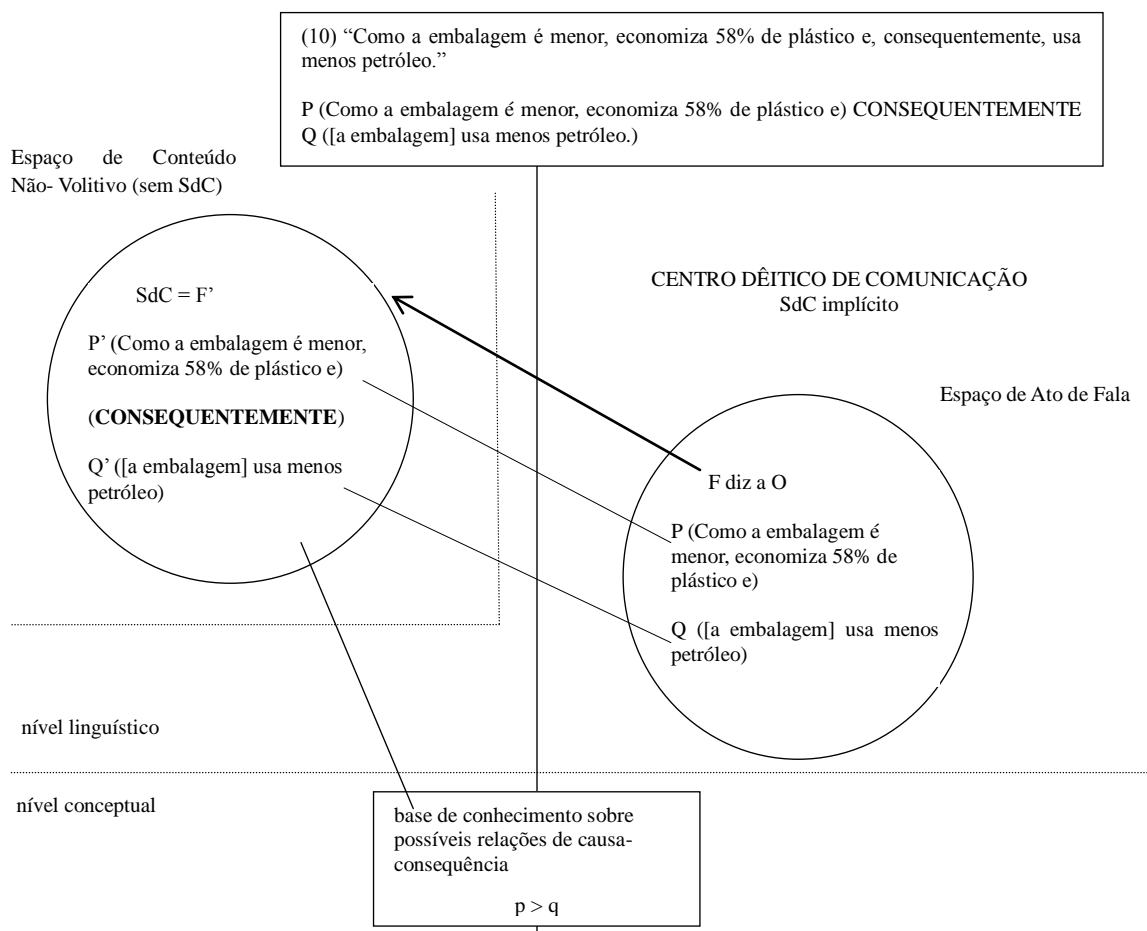 (10) “Como a embalagem é menor, economiza 58% de plástico e, consequentemente, usa
menos petróleo.”
P (Como a embalagem é menor, economiza 58% de plástico e) CONSEQUENTEMENTE
Q ([a embalagem] usa menos petróleo.)
Espaço de Conteúdo
Não- Volitivo (sem SdC)
SdC = F’
P’ (Como a embalagem é menor,
economiza 58% de plástico e)
(CONSEQUENTEMENTE)
Q’ ([a embalagem] usa menos
petróleo)
CENTRO DÊITICO DE COMUNICAÇÃO
SdC implícito
Espaço de Ato de Fala
F diz a O
P (Como a embalagem é
menor, economiza 58% de
plástico e)
Q ([a embalagem] usa menos
petróleo)
nível linguístico
nível conceptual
base de conhecimento sobre
possíveis relações de causa-
consequência
p > q